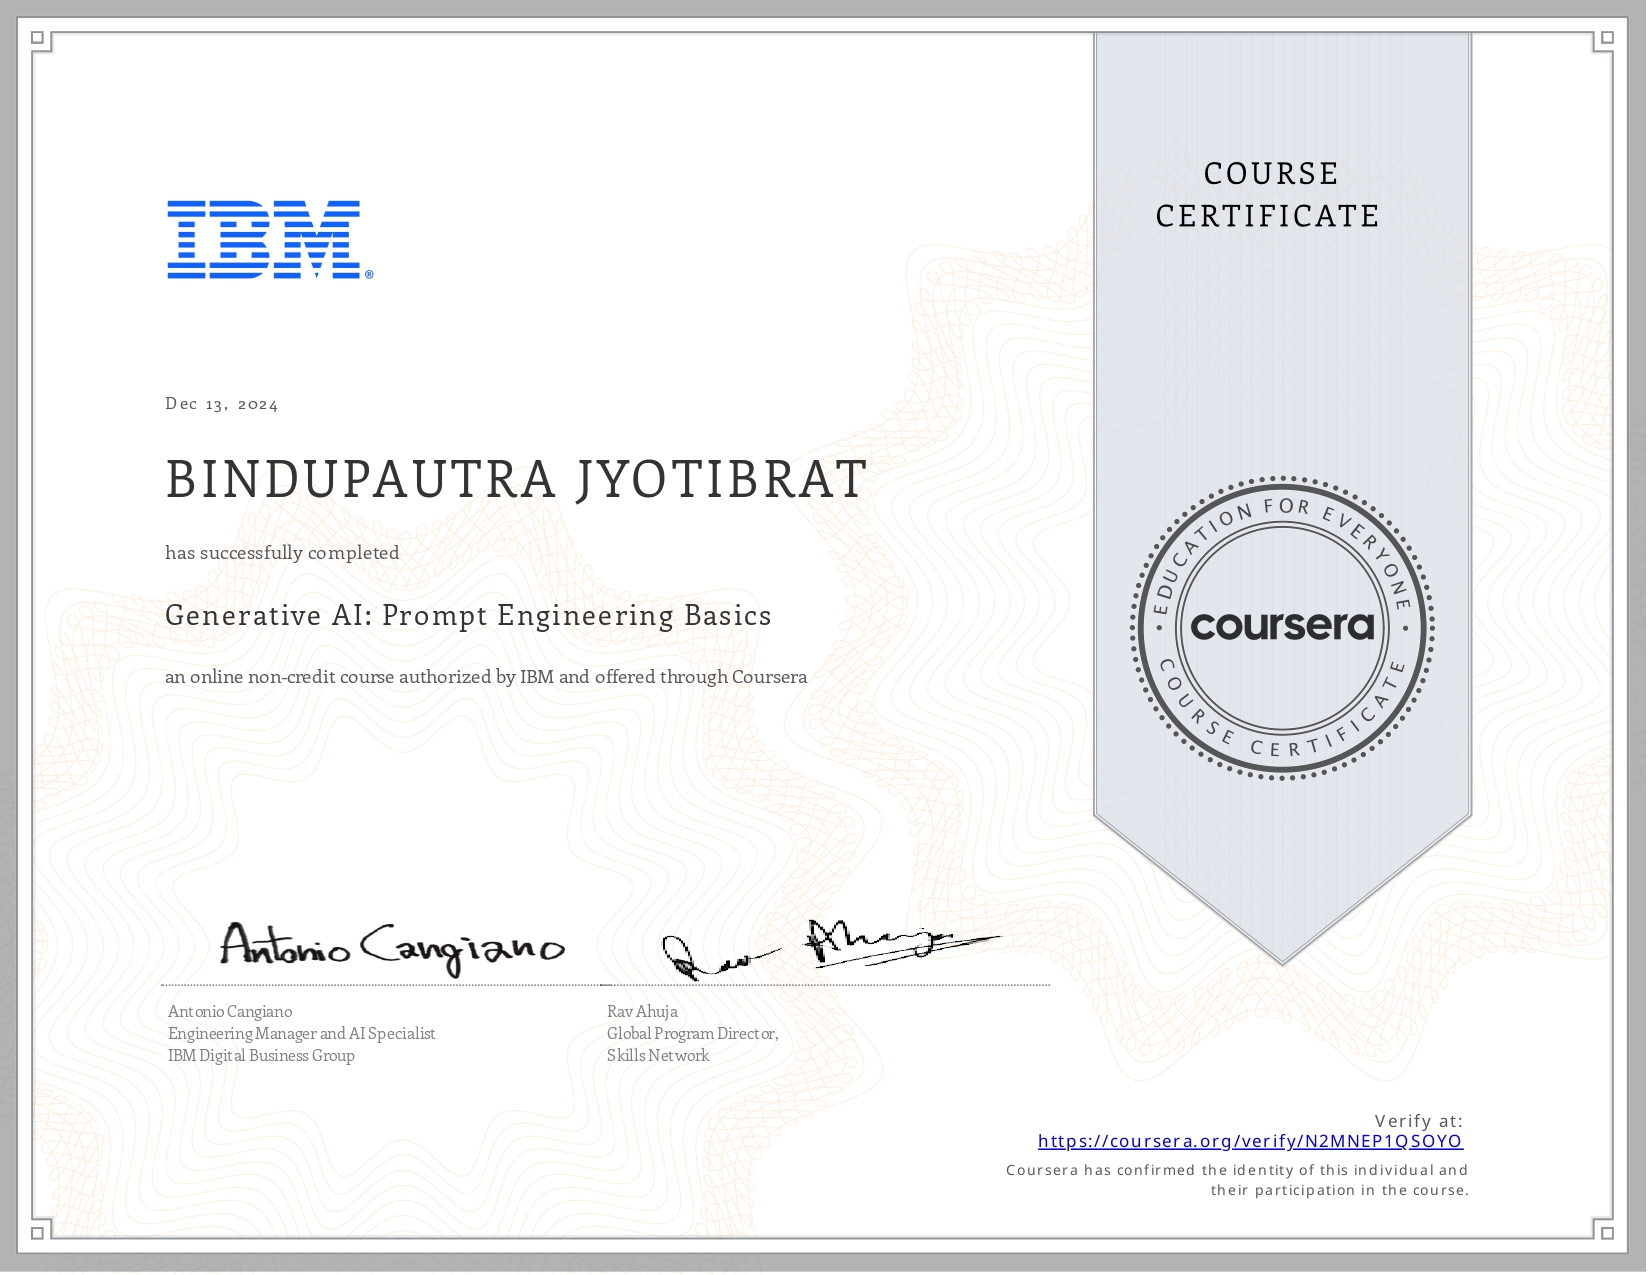 COURSE
CERTIFICATE
IBM®
Dec 13, 2024
BINDUPAUTRA JYOTIBRAT
has successfully completed
Generative AI: Prompt Engineering Basics
an online non-credit course authorized by IBM and offered through Coursera
EDUCATION FOR EVERYONE
coursera
COURSE CERTIFICATE
Antonio Cangiano
Rav Ahuja
Antonio Cangiano
Engineering Manager and AI Specialist
IBM Digital Business Group
Rav Ahuja
Global Program Director,
Skills Network
Verify at:
https://coursera.org/verify/N2MNEP1QSOYO
Coursera has confirmed the identity of this individual and
their participation in the course.